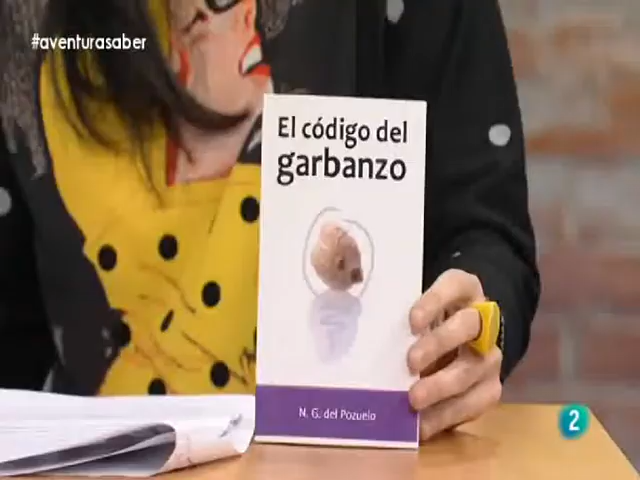 #aventurasaber
El código del
garbanzo
N. G. del Pozuelo
2